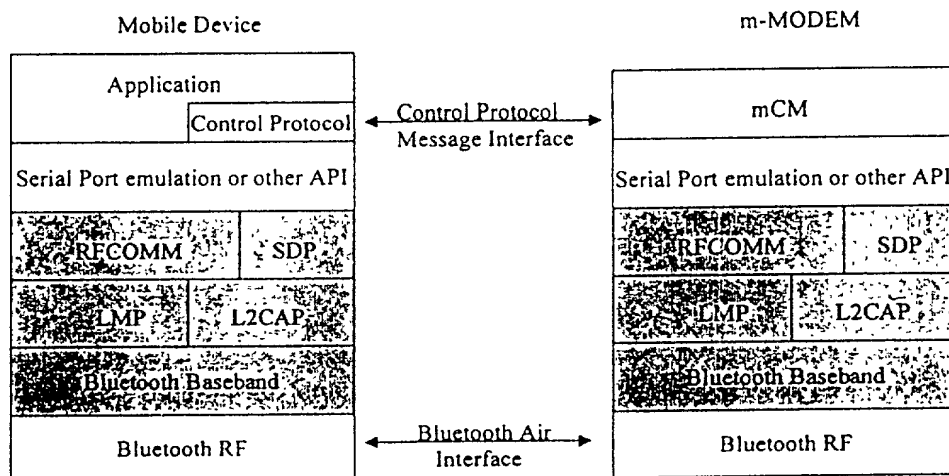 Mobile Device
m-MODEM
Application
Control Protocol
Control Protocol
Message Interface
mCM
Serial Port emulation or other API
Serial Port emulation or other API
RFCOMM
SDP
RFCOMM
SDP
LMP
L2CAP
LMP
L2CAP
Bluetooth Baseband
Bluetooth Baseband
Bluetooth RF
Bluetooth Air
Interface
Bluetooth RF